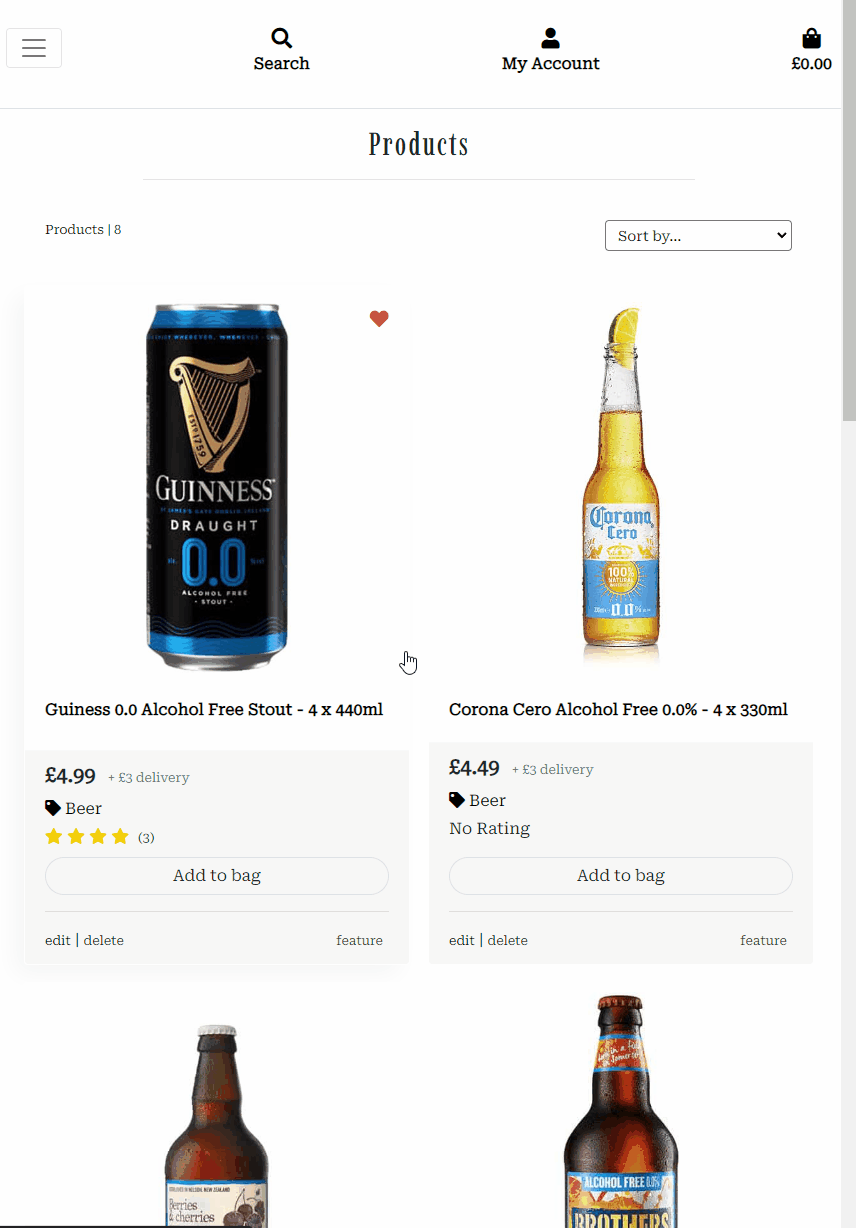 Search
My Account
£0.00
Products
Products | 8
Sort by...
EST 1759
GUINNESS
DRAUGHT
0.0
ALCOHOL FREE
- STOUT -
Corona
Cero
100%
NATURAL
0.0%
Guiness 0.0 Alcohol Free Stout - 4 x 440ml
Corona Cero Alcohol Free 0.0% - 4 x 330ml
£4.99 + £3 delivery
Beer
(3)
Add to bag
edit | delete
feature
£4.49 + £3 delivery
Beer
No Rating
Add to bag
edit | delete
feature
Berries
& cherries
ALCOHOL FREE 0.0%
BROTHERS